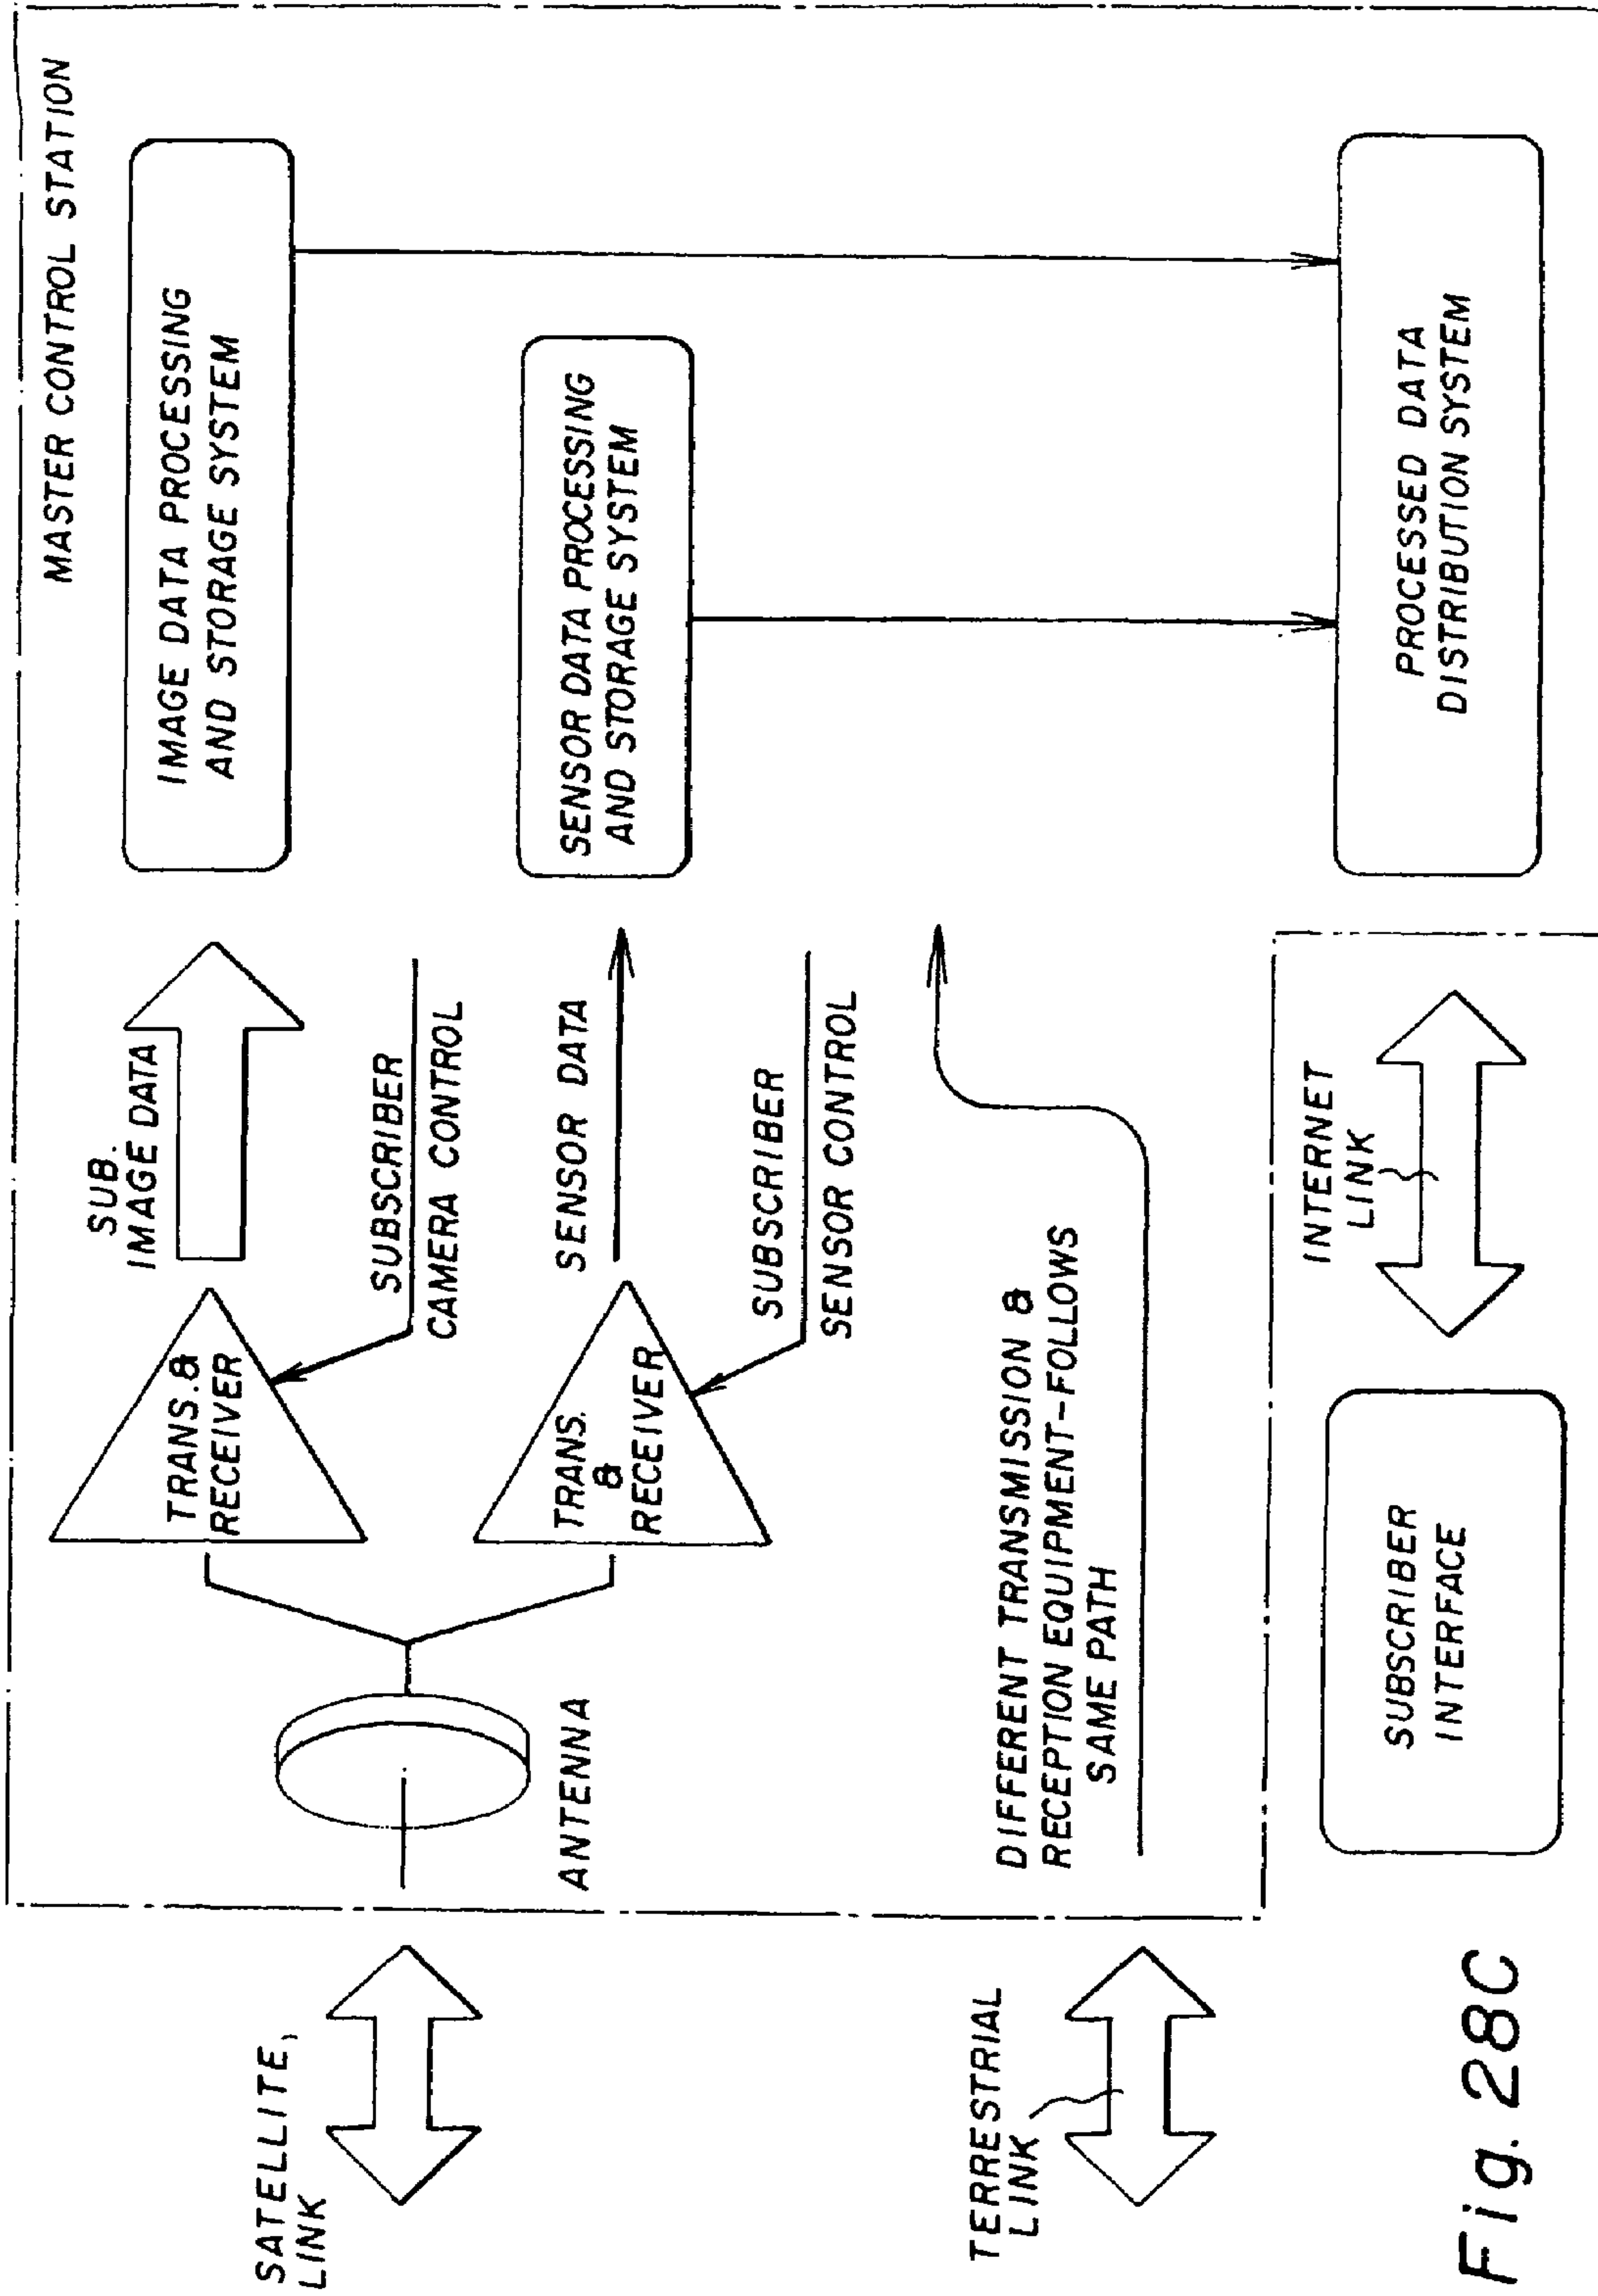 MASTER CONTROL STATION
SATELLITE,
LINK
ANTENNA
TRANS. &
RECEIVER
SUB.
IMAGE DATA
IMAGE DATA PROCESSING
AND STORAGE SYSTEM
SUBSCRIBER
CAMERA CONTROL
TRANS.
&
RECEIVER
SENSOR DATA
SENSOR DATA PROCESSING
AND STORAGE SYSTEM
SUBSCRIBER
SENSOR CONTROL
TERRESTRIAL
LINK
DIFFERENT TRANSMISSION &
RECEPTION EQUIPMENT-FOLLOWS
SAME PATH
INTERNET
LINK
SUBSCRIBER
INTERFACE
PROCESSED DATA
DISTRIBUTION SYSTEM
Fig. 28C